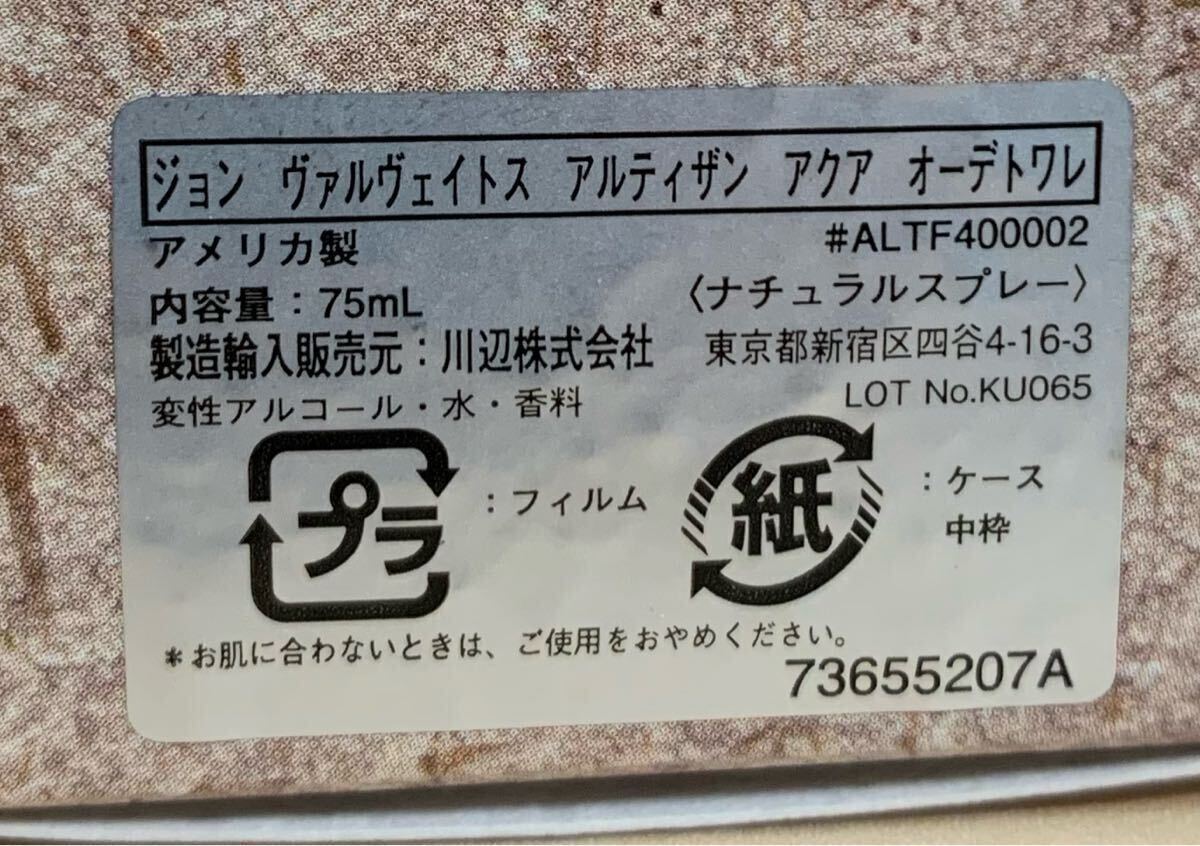 ジョン ヴァルヴェイトス アルティザン アクア オーデトワレ
アメリカ製 #ALTF400002
内容量：75mL 〈ナチュラルスプレー〉
製造輸入販売元：川辺株式会社 東京都新宿区四谷4-16-3
変性アルコール・水・香料 LOT No.KU065
プラ ：フィルム 紙 ：ケース
中枠
*お肌に合わないときは、ご使用をおやめください。
73655207A